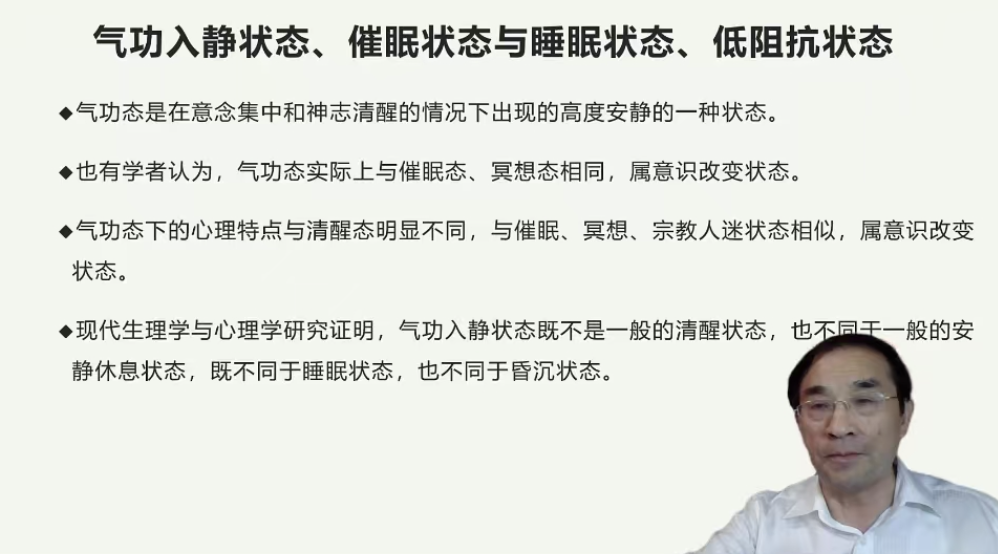 气功入静状态、催眠状态与睡眠状态、低阻抗状态
◆气功态是在意念集中和神志清醒的情况下出现的高度安静的一种状态。
◆也有学者认为，气功态实际上与催眠态、冥想态相同，属意识改变状态。
◆气功态下的心理特点与清醒态明显不同，与催眠、冥想、宗教人迷状态相似，属意识改变
状态。
◆现代生理学与心理学研究证明，气功入静状态既不是一般的清醒状态，也不同于一般的安
静休息状态，既不同于睡眠状态，也不同于昏沉状态。